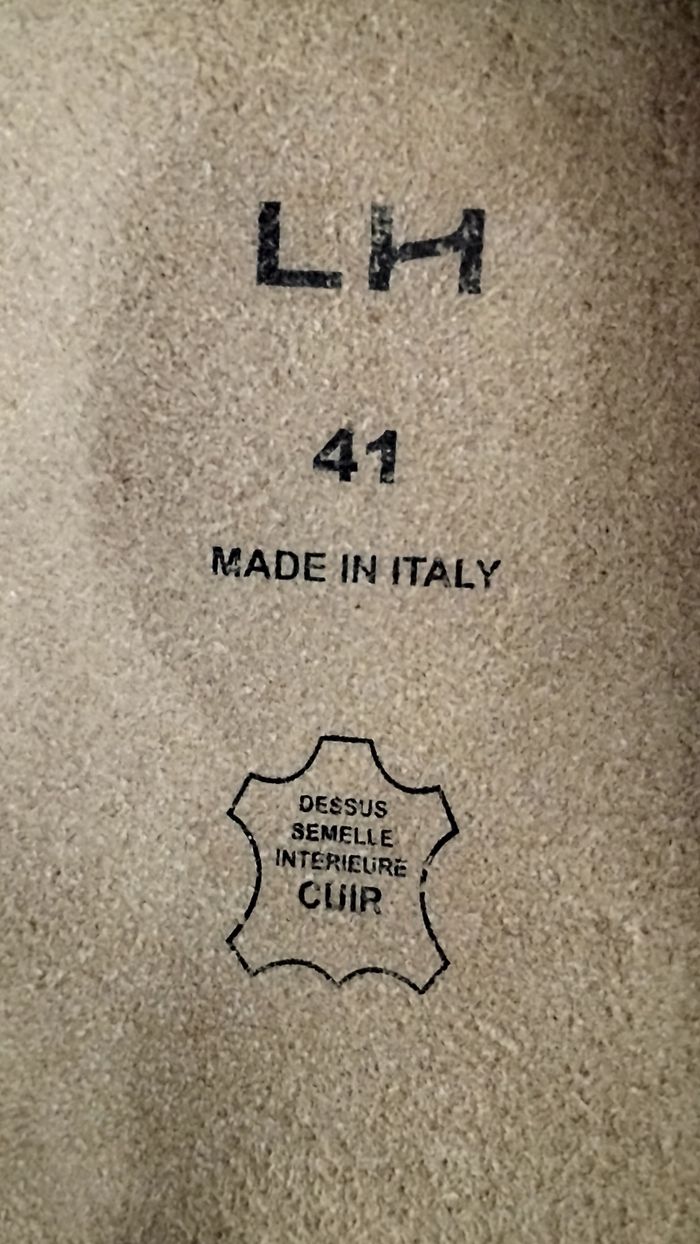 LH
41
MADE IN ITALY
DESSUS
SEMELLE
INTERIEURE
CUIR